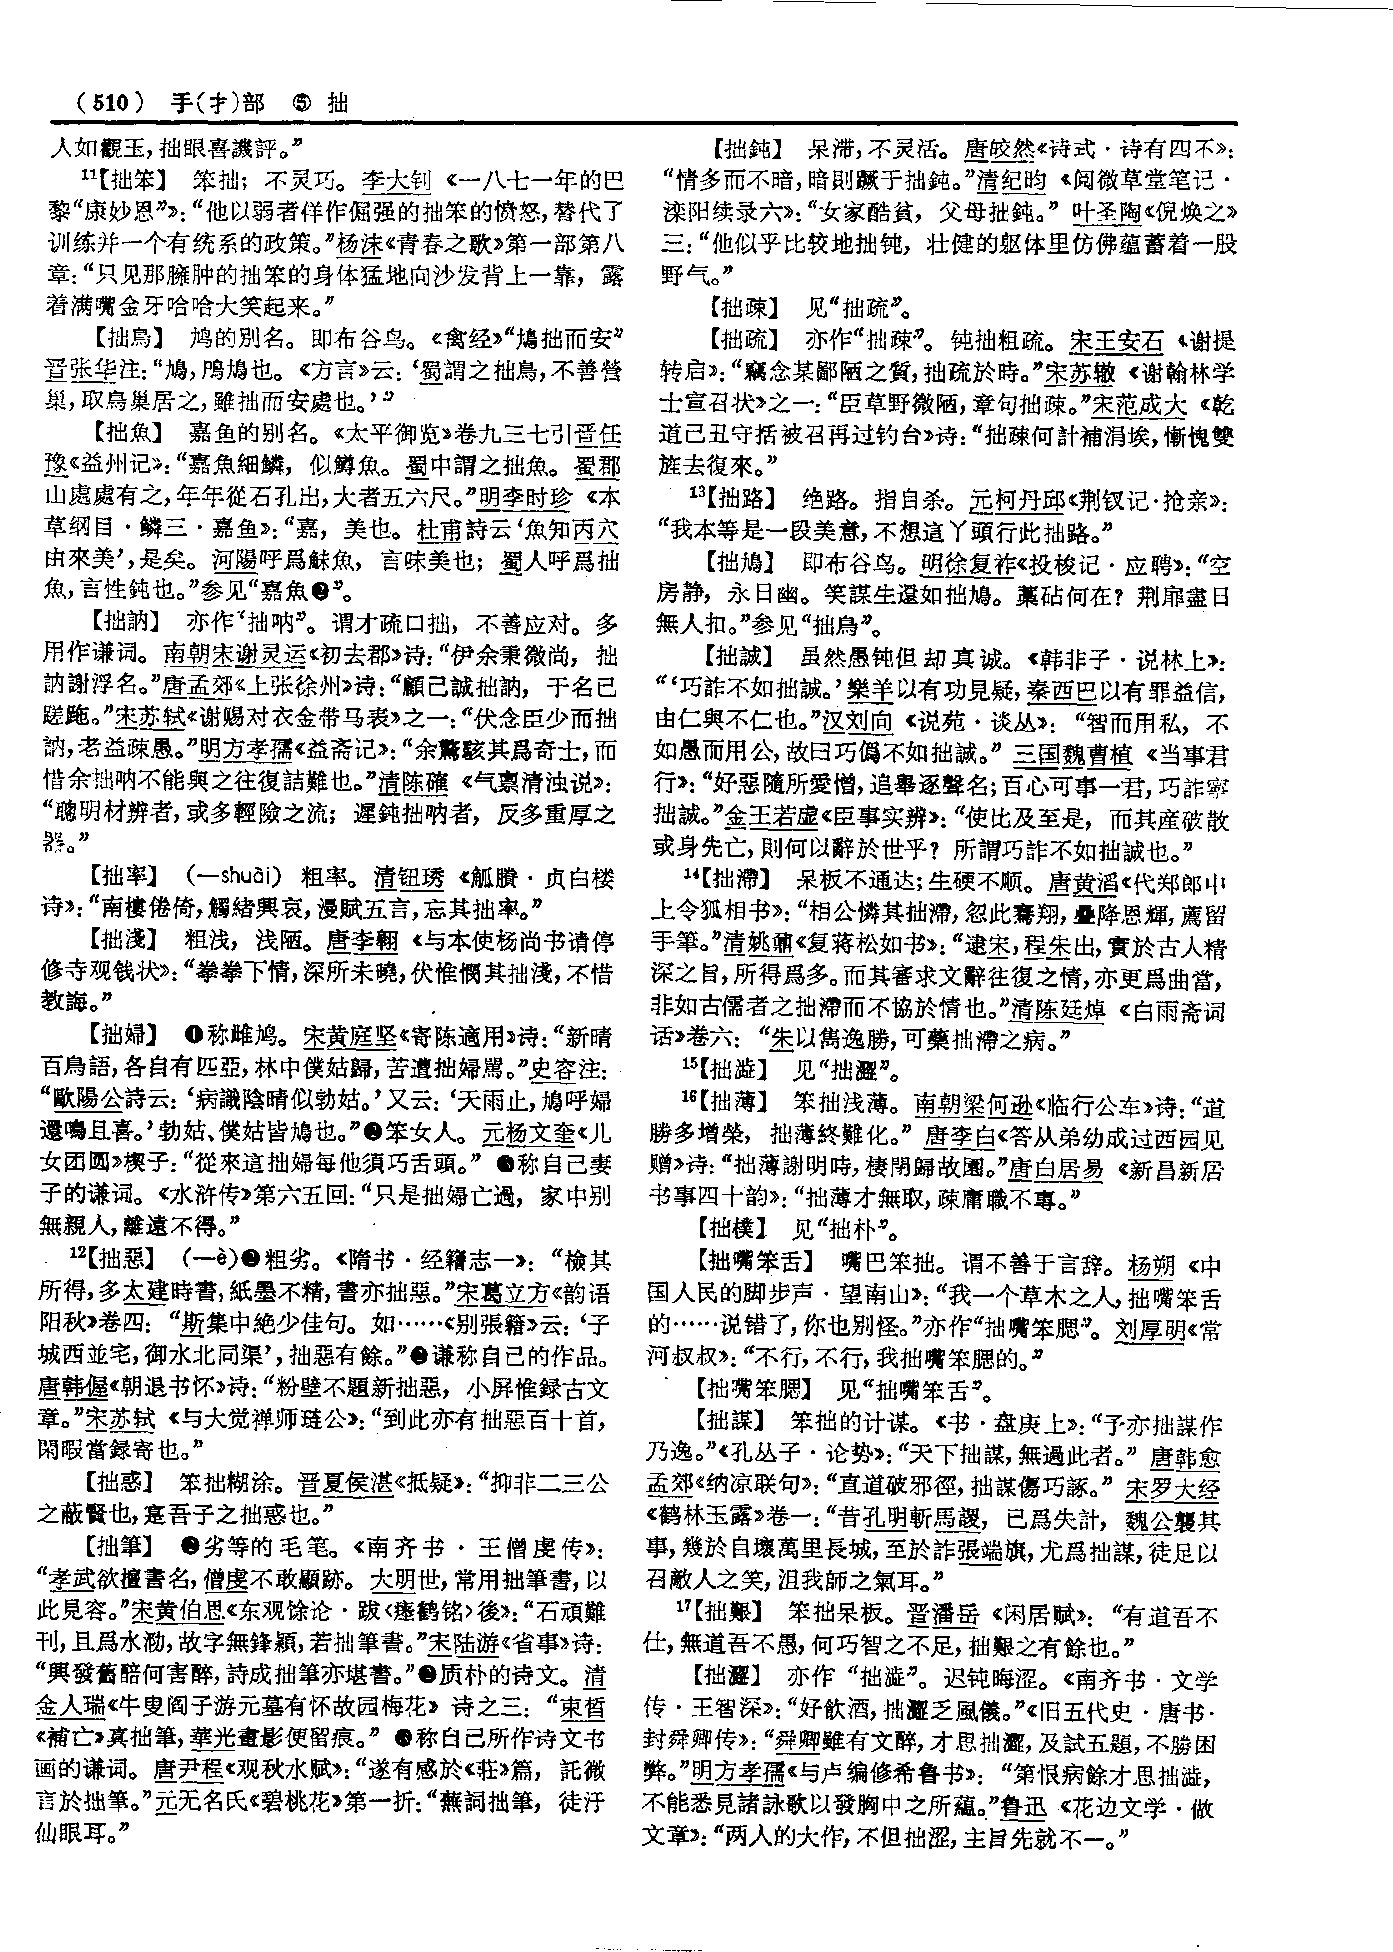 (510) 手(扌)部 ⑤ 拙
人如觀玉，拙眼喜譏評。”
¹¹【拙笨】 笨拙；不灵巧。李大钊《一八七一年的巴
黎“康妙恩”》：“他以弱者佯作倔强的拙笨的愤怒，替代了
训练并一个有统系的政策。”杨沫《青春之歌》第一部第八
章：“只见那臃肿的拙笨的身体猛地向沙发背上一靠，露
着满嘴金牙哈哈大笑起来。”
【拙鳥】 鸠的别名。即布谷鸟。《禽经》“鳩拙而安”
晋张华注：“鳩，鳲鳩也。《方言》云：‘蜀謂之拙鳥，不善營
巢，取鳥巢居之，雖拙而安處也。’”
【拙魚】 嘉鱼的别名。《太平御览》卷九三七引晋任
豫《益州记》：“嘉魚細鱗，似鱒魚。蜀中謂之拙魚。蜀郡
山處處有之，年年從石孔出，大者五六尺。”明李时珍《本
草纲目·鳞三·嘉鱼》：“嘉，美也。杜甫詩云‘魚知丙穴
由來美’，是矣。河陽呼爲鮇魚，言味美也；蜀人呼爲拙
魚，言性鈍也。”参见“嘉魚❷”。
【拙訥】 亦作“拙呐”。谓才疏口拙，不善应对。多
用作谦词。南朝宋谢灵运《初去郡》诗：“伊余秉微尚，拙
訥謝浮名。”唐孟郊《上张徐州》诗：“顧己誠拙訥，于名已
蹉跎。”宋苏轼《谢赐对衣金带马表》之一：“伏念臣少而拙
訥，老益疎愚。”明方孝孺《益斋记》：“余驚駭其爲奇士，而
惜余拙呐不能與之往復詰難也。”清陈確《气禀清浊说》：
“聰明材辨者，或多輕險之流；遲鈍拙呐者，反多重厚之
器。”
【拙率】 （—shuài）粗率。清钮琇《觚賸·贞白楼
诗》：“南樓倦倚，觸緒興哀，漫賦五言，忘其拙率。”
【拙淺】 粗浅，浅陋。唐李翱《与本使杨尚书请停
修寺观钱状》：“拳拳下情，深所未曉，伏惟憫其拙淺，不惜
教誨。”
【拙婦】 ❶称雌鸠。宋黄庭坚《寄陈適用》诗：“新晴
百鳥語，各自有匹亞，林中僕姑歸，苦遭拙婦駡。”史容注：
“歐陽公詩云：‘病識陰晴似勃姑。’又云：‘天雨止，鳩呼婦
還鳴且喜。’勃姑、僕姑皆鳩也。”❷笨女人。元杨文奎《儿
女团圆》楔子：“從來這拙婦每他須巧舌頭。”❸称自己妻
子的谦词。《水浒传》第六五回：“只是拙婦亡過，家中别
無親人，離遠不得。”
¹²【拙惡】 （—è）❶粗劣。《隋书·经籍志一》：“檢其
所得，多太建時書，紙墨不精，書亦拙惡。”宋葛立方《韵语
阳秋》卷四：“斯集中絶少佳句。如……《别張籍》云：‘子
城西並宅，御水北同渠’，拙惡有餘。”❷谦称自己的作品。
唐韩偓《朝退书怀》诗：“粉壁不題新拙惡，小屏惟録古文
章。”宋苏轼《与大觉禅师琏公》：“到此亦有拙惡百十首，
閑暇當録寄也。”
【拙惑】 笨拙糊涂。晋夏侯湛《抵疑》：“抑非二三公
之蔽賢也，寔吾子之拙惑也。”
【拙筆】 ❶劣等的毛笔。《南齐书·王僧虔传》：
“孝武欲擅書名，僧虔不敢顯跡。大明世，常用拙筆書，以
此見容。”宋黄伯思《东观馀论·跋〈瘗鹤铭〉後》：“石頑難
刊，且爲水泐，故字無鋒穎，若拙筆書。”宋陆游《省事》诗：
“興發舊醅何害醉，詩成拙筆亦堪書。”❷质朴的诗文。清
金人瑞《牛叟阎子游元墓有怀故园梅花》诗之三：“束皙
《補亡》真拙筆，華光畫影便留痕。”❸称自己所作诗文书
画的谦词。唐尹程《观秋水赋》：“遂有感於《莊》篇，託微
言於拙筆。”元无名氏《碧桃花》第一折：“蕪詞拙筆，徒汙
仙眼耳。”
【拙鈍】 呆滞，不灵活。唐皎然《诗式·诗有四不》：
“情多而不暗，暗則蹶于拙鈍。”清纪昀《阅微草堂笔记·
滦阳续录六》：“女家酷貧，父母拙鈍。”叶圣陶《倪焕之》
三：“他似乎比较地拙钝，壮健的躯体里仿佛蕴蓄着一股
野气。”
【拙疎】 见“拙疏”。
【拙疏】 亦作“拙疎”。钝拙粗疏。宋王安石《谢提
转启》：“竊念某鄙陋之質，拙疏於時。”宋苏辙《谢翰林学
士宣召状》之一：“臣草野微陋，章句拙疎。”宋范成大《乾
道己丑守括被召再过钓台》诗：“拙疎何計補涓埃，慚愧雙
旌去復來。”
¹³【拙路】 绝路。指自杀。元柯丹邱《荆钗记·抢亲》：
“我本等是一段美意，不想這丫頭行此拙路。”
【拙鳩】 即布谷鸟。明徐复祚《投梭记·应聘》：“空
房静，永日幽。笑謀生還如拙鳩。藁砧何在？荆扉盡日
無人扣。”参见“拙鳥”。
【拙誠】 虽然愚钝但却真诚。《韩非子·说林上》：
“‘巧詐不如拙誠。’樂羊以有功見疑，秦西巴以有罪益信，
由仁與不仁也。”汉刘向《说苑·谈丛》：“智而用私，不
如愚而用公，故曰巧僞不如拙誠。”三国魏曹植《当事君
行》：“好惡隨所愛憎，追舉逐聲名；百心可事一君，巧詐寧
拙誠。”金王若虚《臣事实辨》：“使比及至是，而其産破散
或身先亡，則何以辭於世乎？所謂巧詐不如拙誠也。”
¹⁴【拙滯】 呆板不通达；生硬不顺。唐黄滔《代郑郎中
上令狐相书》：“相公憐其拙滯，忽此騫翔，疊降恩輝，薦留
手筆。”清姚鼐《复蒋松如书》：“逮宋，程朱出，實於古人精
深之旨，所得爲多。而其審求文辭往復之情，亦更爲曲當，
非如古儒者之拙滯而不協於情也。”清陈廷焯《白雨斋词
话》卷六：“朱以雋逸勝，可藥拙滯之病。”
¹⁵【拙澁】 见“拙澀”。
¹⁶【拙薄】 笨拙浅薄。南朝梁何逊《临行公车》诗：“道
勝多增榮，拙薄終難化。”唐李白《答从弟幼成过西园见
赠》诗：“拙薄謝明時，棲閑歸故園。”唐白居易《新昌新居
书事四十韵》：“拙薄才無取，疎庸職不專。”
【拙樸】 见“拙朴”。
【拙嘴笨舌】 嘴巴笨拙。谓不善于言辞。杨朔《中
国人民的脚步声·望南山》：“我一个草木之人，拙嘴笨舌
的……说错了，你也别怪。”亦作“拙嘴笨腮”。刘厚明《常
河叔叔》：“不行，不行，我拙嘴笨腮的。”
【拙嘴笨腮】 见“拙嘴笨舌”。
【拙謀】 笨拙的计谋。《书·盘庚上》：“予亦拙謀作
乃逸。”《孔丛子·论势》：“天下拙謀，無過此者。”唐韩愈
孟郊《纳凉联句》：“直道破邪徑，拙謀傷巧諑。”宋罗大经
《鹤林玉露》卷一：“昔孔明斬馬謖，已爲失計，魏公襲其
事，幾於自壞萬里長城，至於詐張端旗，尤爲拙謀，徒足以
召敵人之笑，沮我師之氣耳。”
¹⁷【拙艱】 笨拙呆板。晋潘岳《闲居赋》：“有道吾不
仕，無道吾不愚，何巧智之不足，拙艱之有餘也。”
【拙澀】 亦作“拙澁”。迟钝晦涩。《南齐书·文学
传·王智深》：“好飲酒，拙澀乏風儀。”《旧五代史·唐书·
封舜卿传》：“舜卿雖有文辭，才思拙澀，及試五題，不勝困
弊。”明方孝孺《与卢编修希鲁书》：“第恨病餘才思拙澁，
不能悉見諸詠歌以發胸中之所蘊。”鲁迅《花边文学·做
文章》：“两人的大作，不但拙涩，主旨先就不一。”